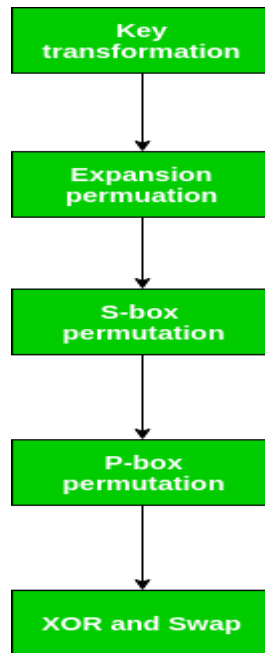 Key
transformation
Expansion
permuation
S-box
permutation
P-box
permutation
XOR and Swap